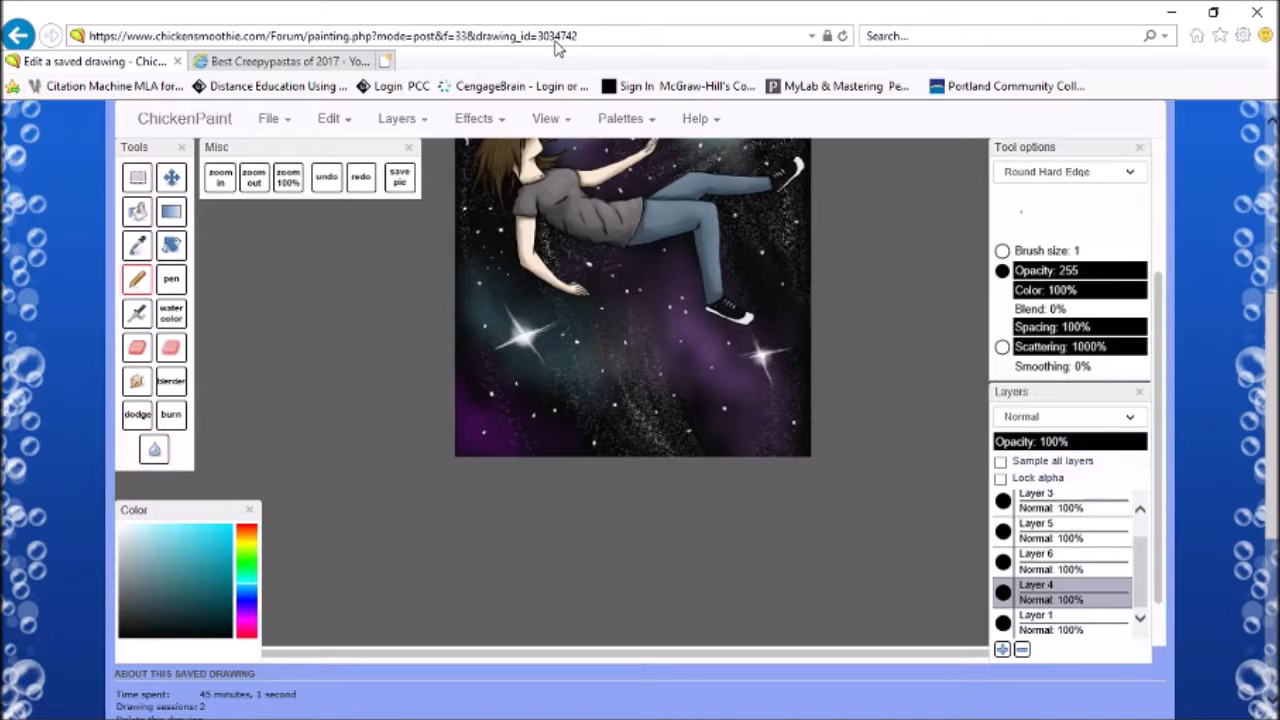 https://www.chickensmoothie.com/Forum/painting.php?mode=post&f=33&drawing_id=3034742
Search...
Edit a saved drawing - Chic...
Best Creepypastas of 2017 - Yo...
Citation Machine MLA for...
Distance Education Using ...
Login PCC
CengageBrain - Login or ...
Sign In McGraw-Hill's Co...
MyLab & Mastering Pe...
Portland Community Coll...
ChickenPaint
File
Edit
Layers
Effects
View
Palettes
Help
Tools
Misc
zoom in
zoom out
zoom 100%
undo
redo
save pic
pen
water color
blender
dodge
burn
Color
Tool options
Round Hard Edge
Brush size: 1
Opacity: 255
Color: 100%
Blend: 0%
Spacing: 100%
Scattering: 1000%
Smoothing: 0%
Layers
Normal
Opacity: 100%
Sample all layers
Lock alpha
Layer 3
Normal: 100%
Layer 5
Normal: 100%
Layer 6
Normal: 100%
Layer 4
Normal: 100%
Layer 1
Normal: 100%
ABOUT THIS SAVED DRAWING
Time spent: 45 minutes, 1 second
Drawing sessions: 2
Delete this drawing